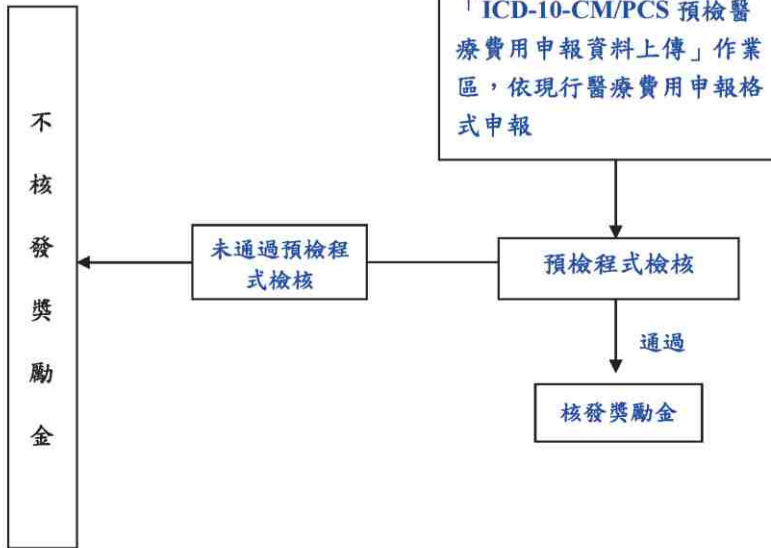 「ICD-10-CM/PCS 預檢醫
療費用申報資料上傳」作業
區，依現行醫療費用申報格
式申報
不核發獎勵金
未通過預檢程
式檢核
預檢程式檢核
通過
核發獎勵金